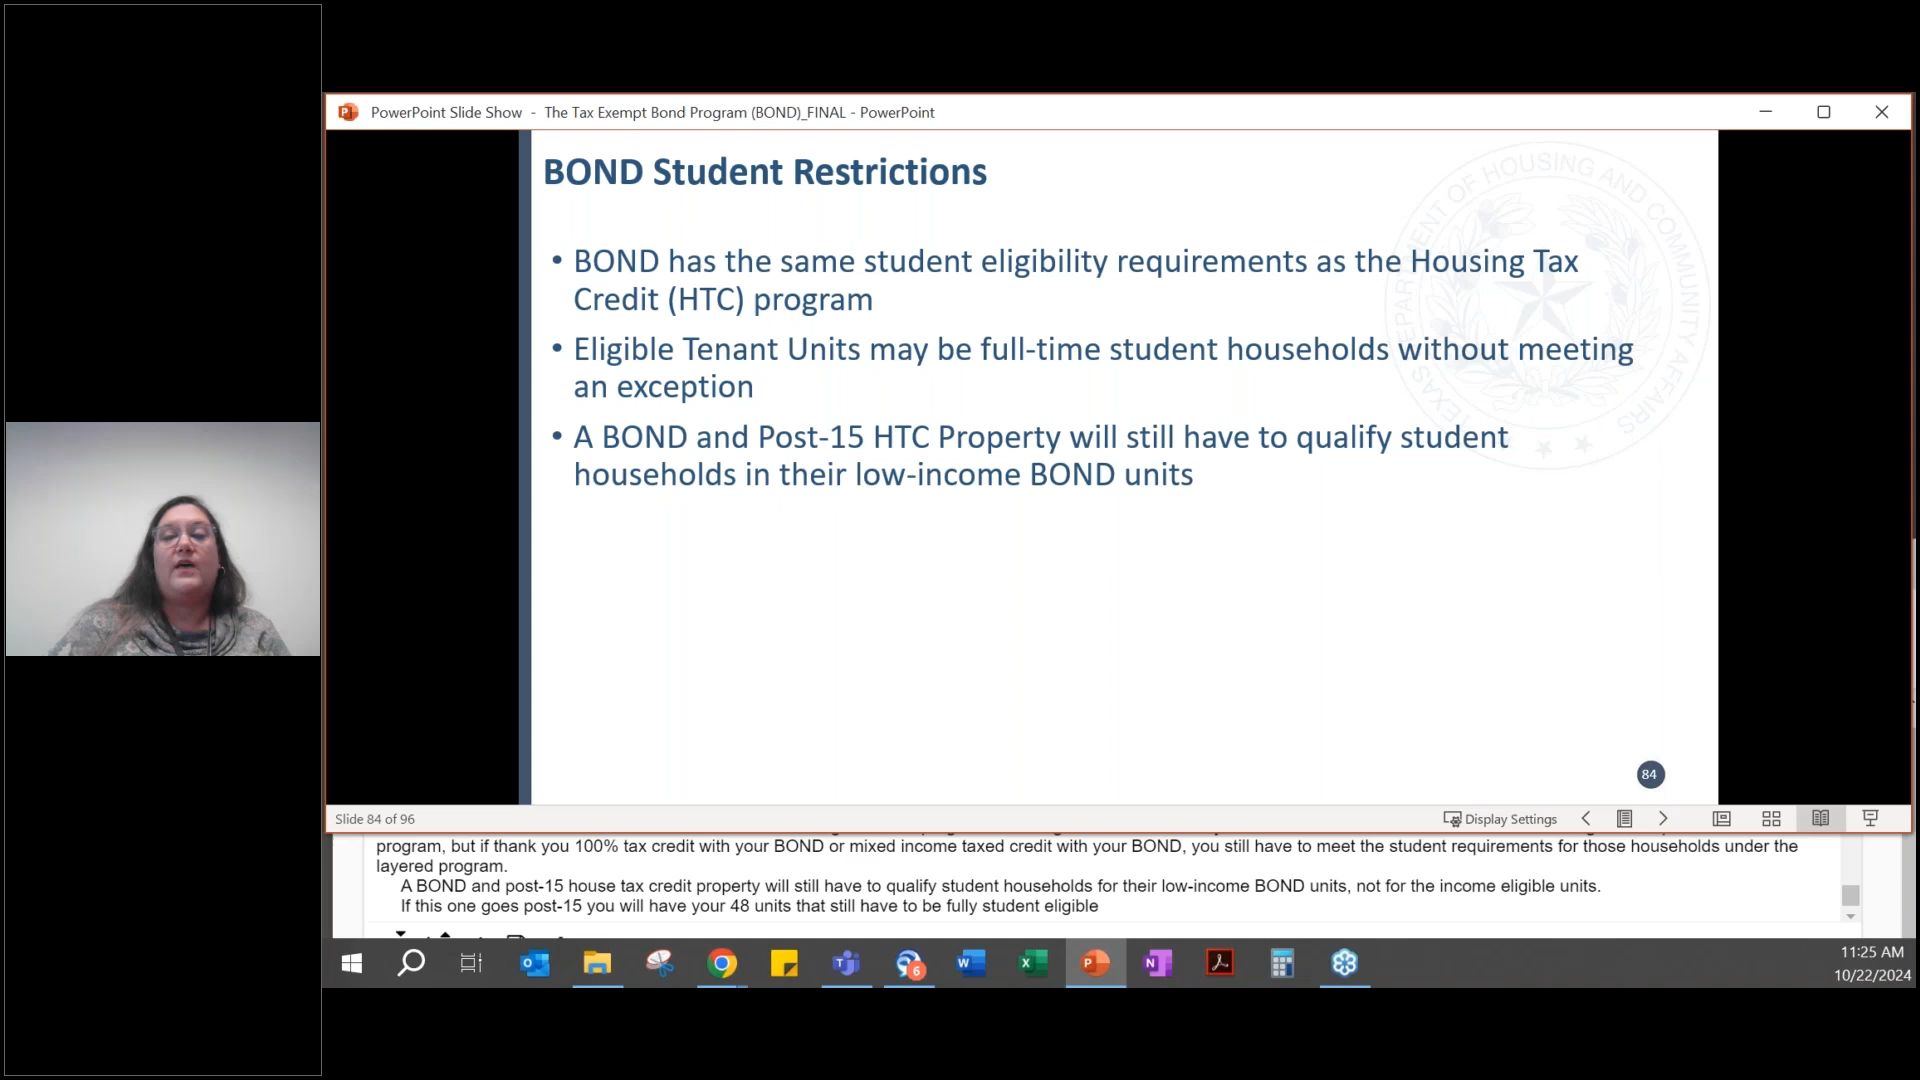 PowerPoint Slide Show - The Tax Exempt Bond Program (BOND)_FINAL - PowerPoint
BOND Student Restrictions
• BOND has the same student eligibility requirements as the Housing Tax
Credit (HTC) program
• Eligible Tenant Units may be full-time student households without meeting
an exception
• A BOND and Post-15 HTC Property will still have to qualify student
households in their low-income BOND units
TEXAS DEPARTMENT OF HOUSING AND COMMUNITY AFFAIRS
84
Slide 84 of 96
Display Settings
program, but if thank you 100% tax credit with your BOND or mixed income taxed credit with your BOND, you still have to meet the student requirements for those households under the
layered program.
A BOND and post-15 house tax credit property will still have to qualify student households for their low-income BOND units, not for the income eligible units.
If this one goes post-15 you will have your 48 units that still have to be fully student eligible
6
11:25 AM
10/22/2024